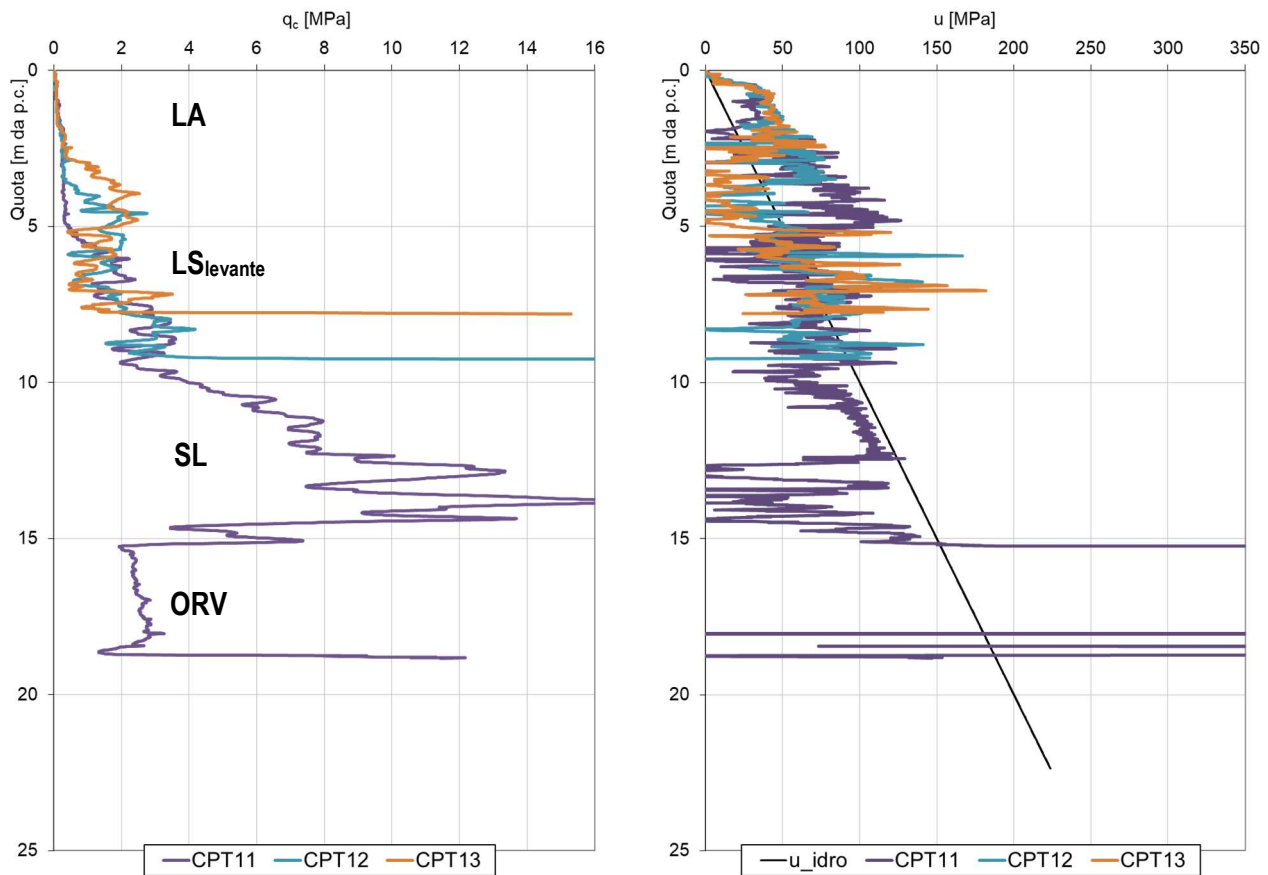 q_c [MPa]
0 2 4 6 8 10 12 14 16
Quota [m da p.c.]
0
5
10
15
20
25
LA
LS_levante
SL
ORV
CPT11 CPT12 CPT13
u [MPa]
0 50 100 150 200 250 300 350
Quota [m da p.c.]
0
5
10
15
20
25
u_idro CPT11 CPT12 CPT13